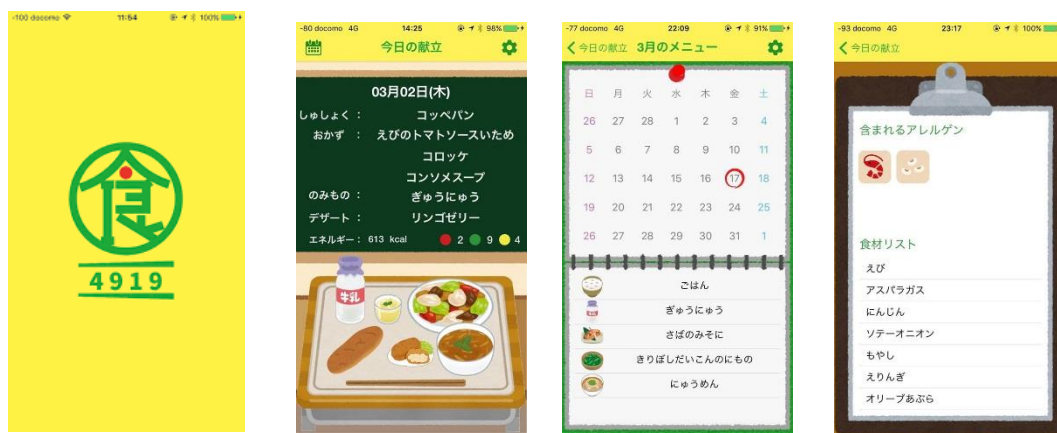 -100 docomo 11:54 100%
食
4919
-80 docomo 4G 14:25 98%
今日の献立
03月02日(木)
しゅしょく : コッペパン
おかず : えびのトマトソースいため
コロッケ
コンソメスープ
のみもの : ぎゅうにゅう
デザート : リンゴゼリー
エネルギー : 613 kcal 2 9 4
牛乳
-77 docomo 4G 22:09 91%
今日の献立 3月のメニュー
日 月 火 水 木 金 土
26 27 28 1 2 3 4
5 6 7 8 9 10 11
12 13 14 15 16 17 18
19 20 21 22 23 24 25
26 27 28 29 30 31 1
ごはん
ぎゅうにゅう
さばのみそに
きりぼしだいこんのにもの
にゅうめん
-93 docomo 4G 23:17 100%
今日の献立
含まれるアレルゲン
食材リスト
えび
アスパラガス
にんじん
ソテーオニオン
もやし
えりんぎ
オリーブあぶら